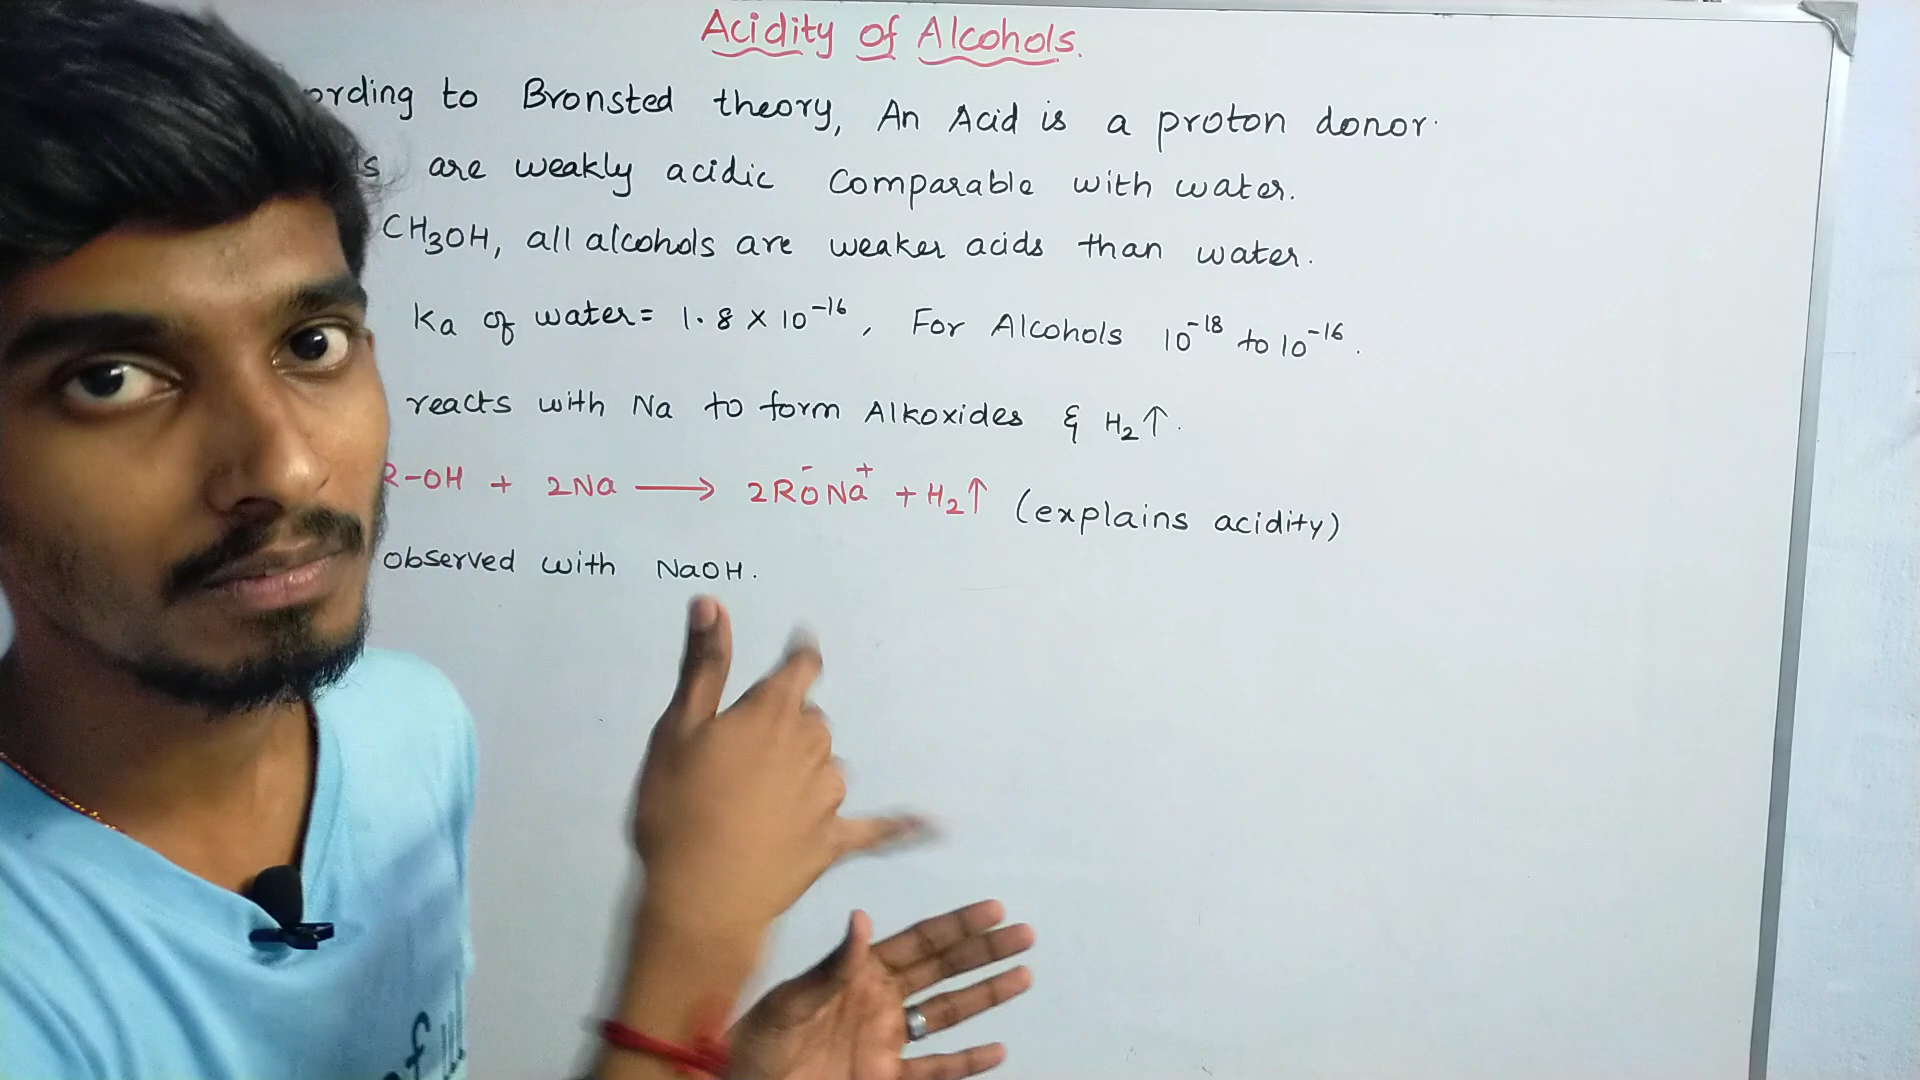 Acidity of Alcohols.
ording to Bronsted theory, An Acid is a proton donor.
s are weakly acidic comparable with water.
CH3OH, all alcohols are weaker acids than water.
Ka of water = 1.8 × 10⁻¹⁶, For Alcohols 10⁻¹⁸ to 10⁻¹⁶.
reacts with Na to form Alkoxides & H₂↑.
R-OH + 2Na ⟶ 2RO⁻Na⁺ + H₂↑ (explains acidity)
observed with NaOH.